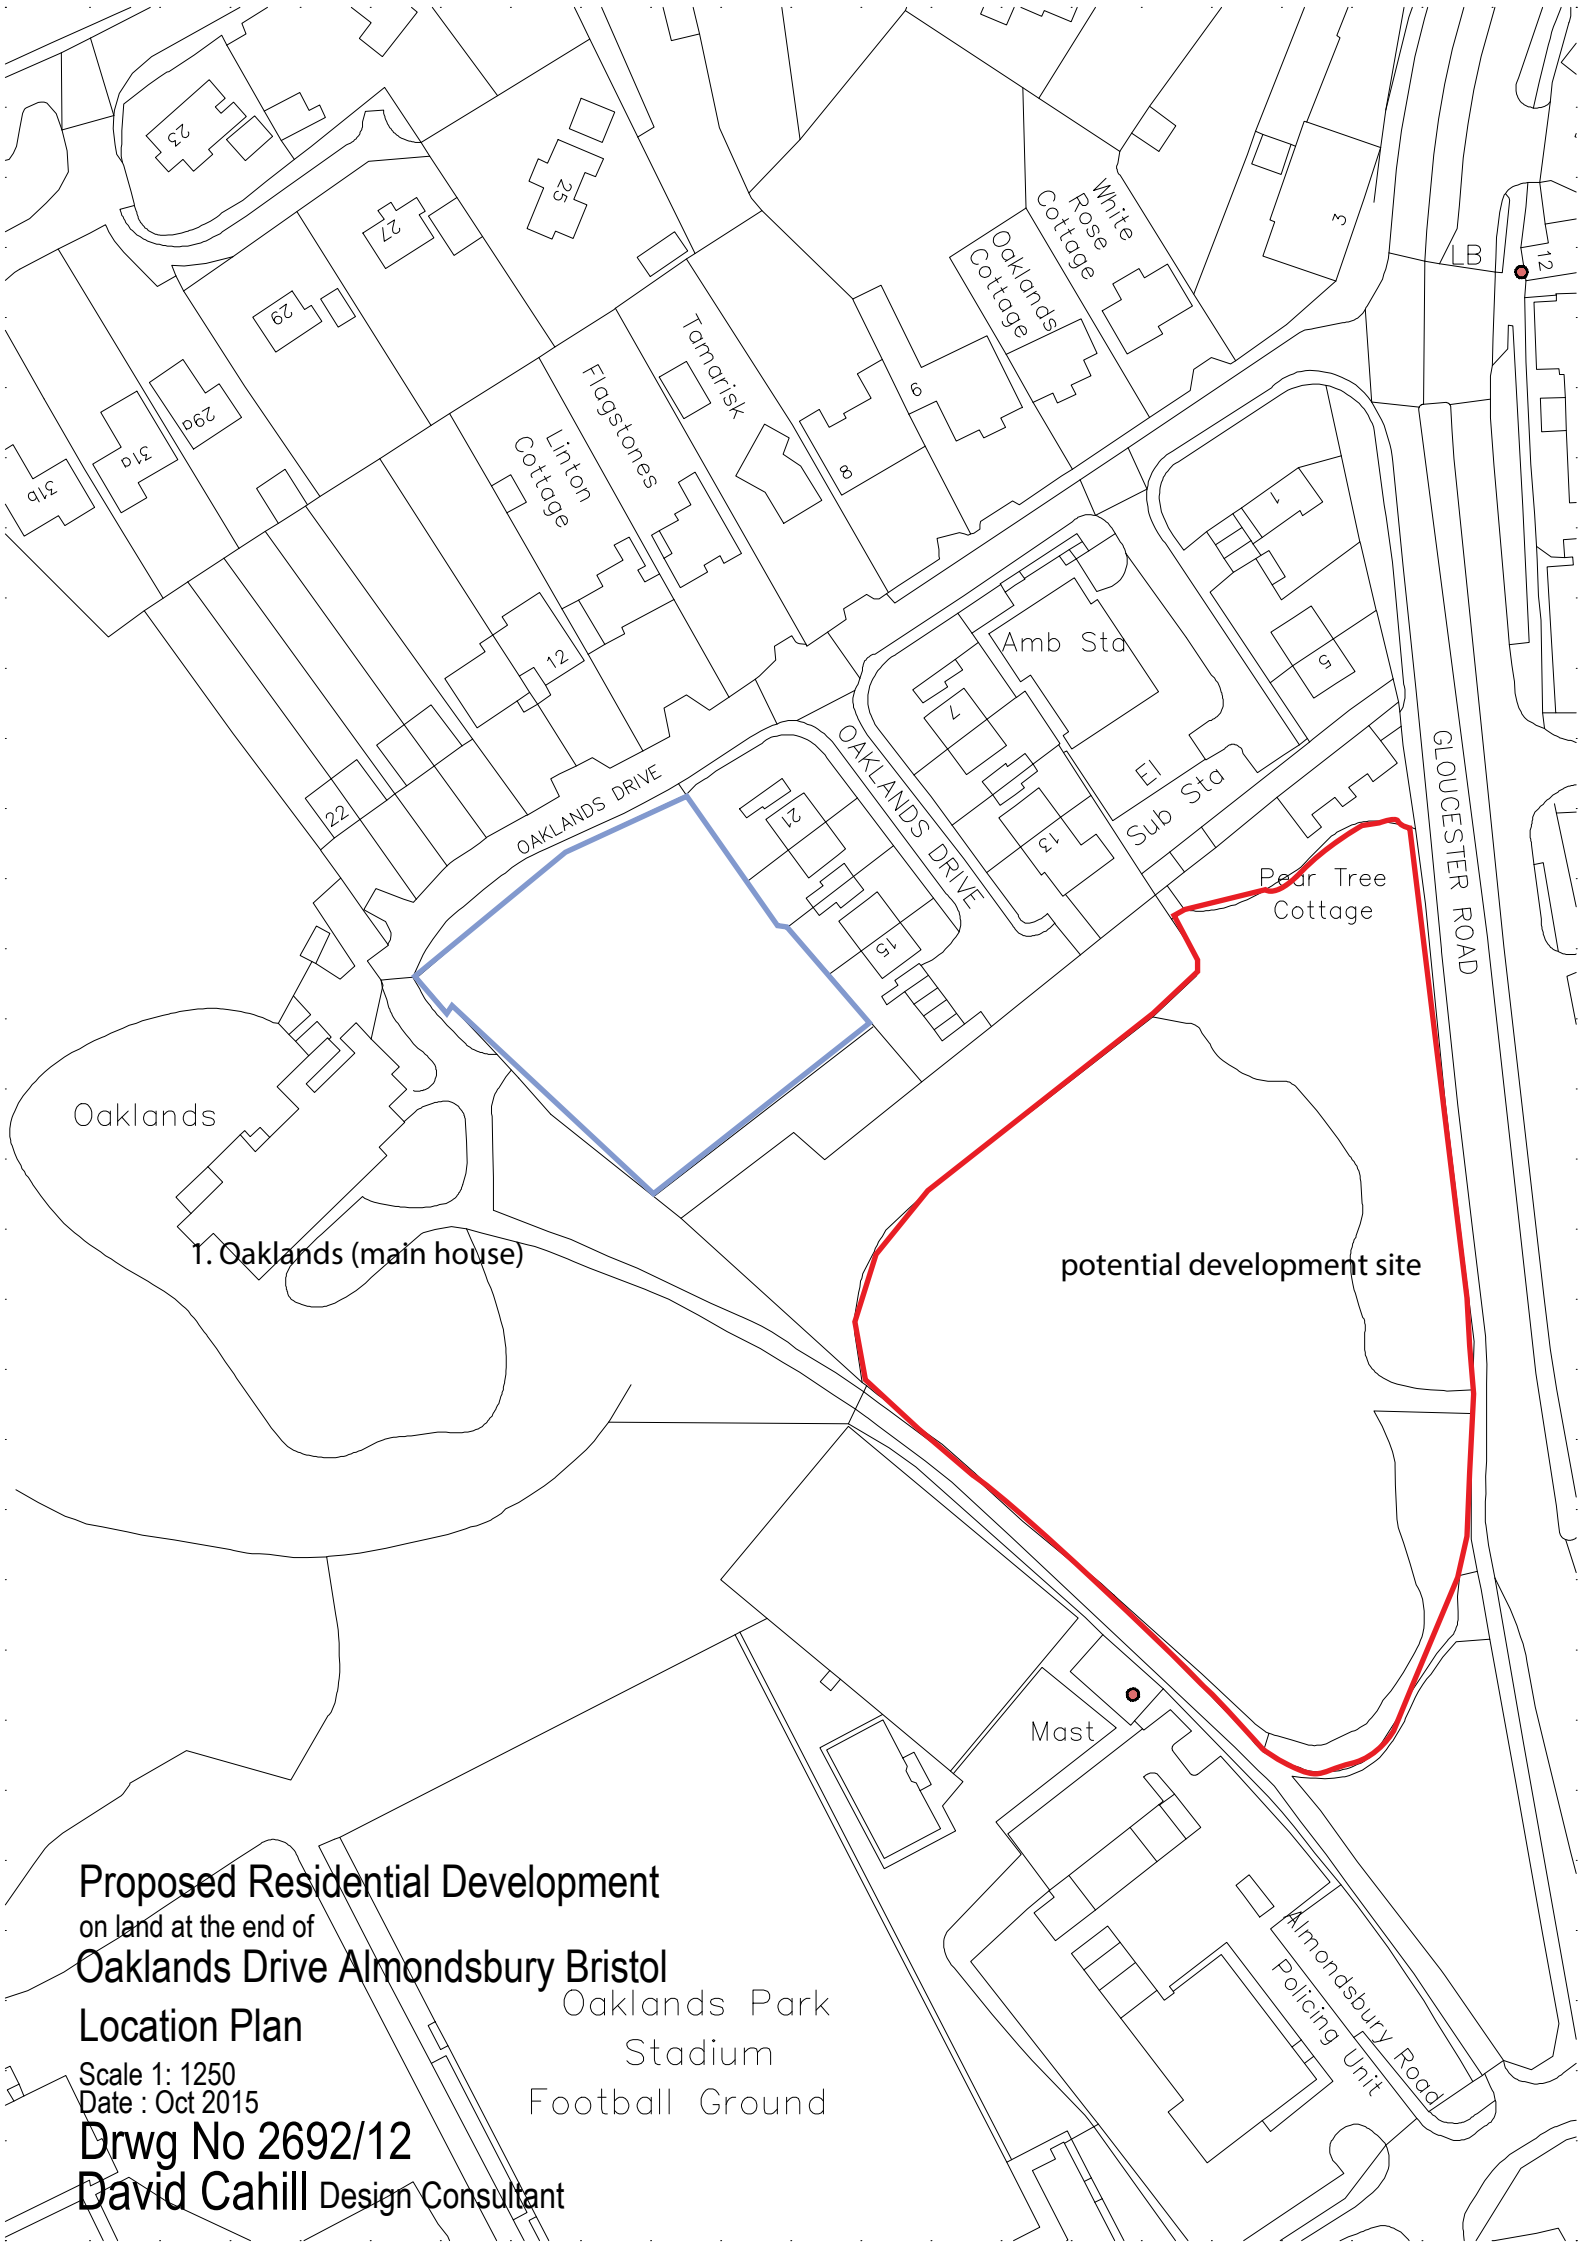 23
25
27
29
29a
31a
31b
White
Rose
Cottage
Oaklands
Cottage
3
LB
12
Tamarisk
Flagstones
Linton
Cottage
9
8
1
5
Amb Sta
7
13
El
Sub Sta
12
22
OAKLANDS DRIVE
OAKLANDS DRIVE
21
15
GLOUCESTER ROAD
Pear Tree
Cottage
Oaklands
1. Oaklands (main house)
potential development site
Mast
Almondsbury Road
Policing Unit
Proposed Residential Development
on land at the end of
Oaklands Drive Almondsbury Bristol
Location Plan
Scale 1: 1250
Date : Oct 2015
Drwg No 2692/12
David Cahill Design Consultant
Oaklands Park
Stadium
Football Ground